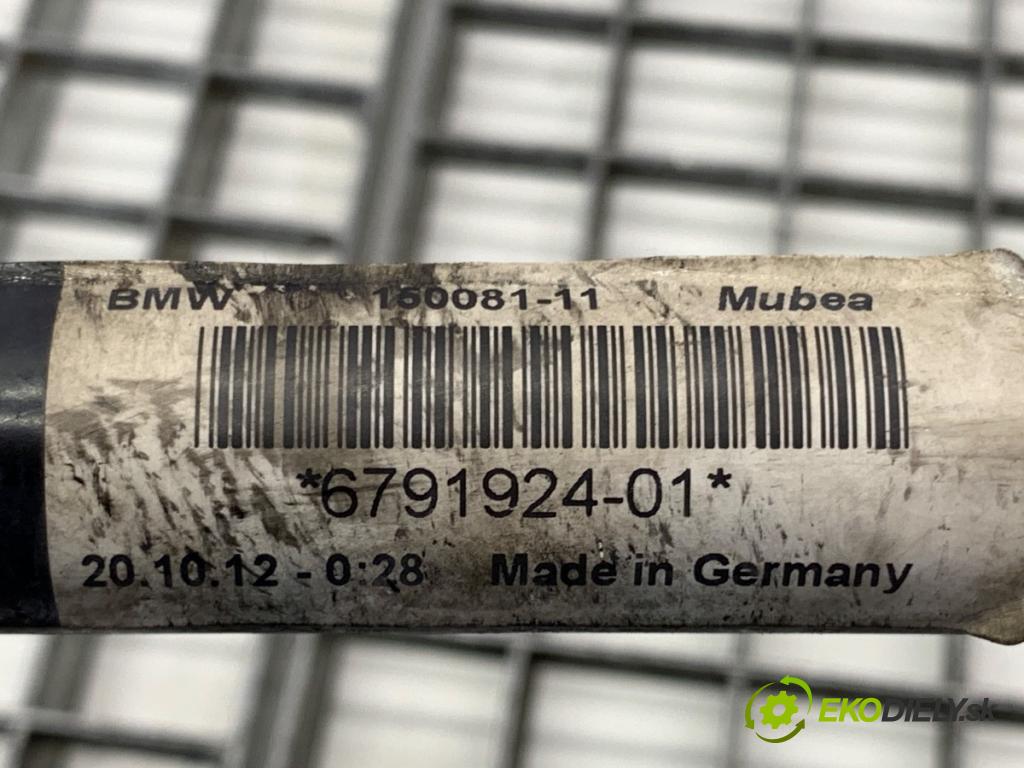 BMW 150081-11 Mubea
*6791924-01*
20.10.12 - 0:28 Made in Germany
EKODIELY.sk